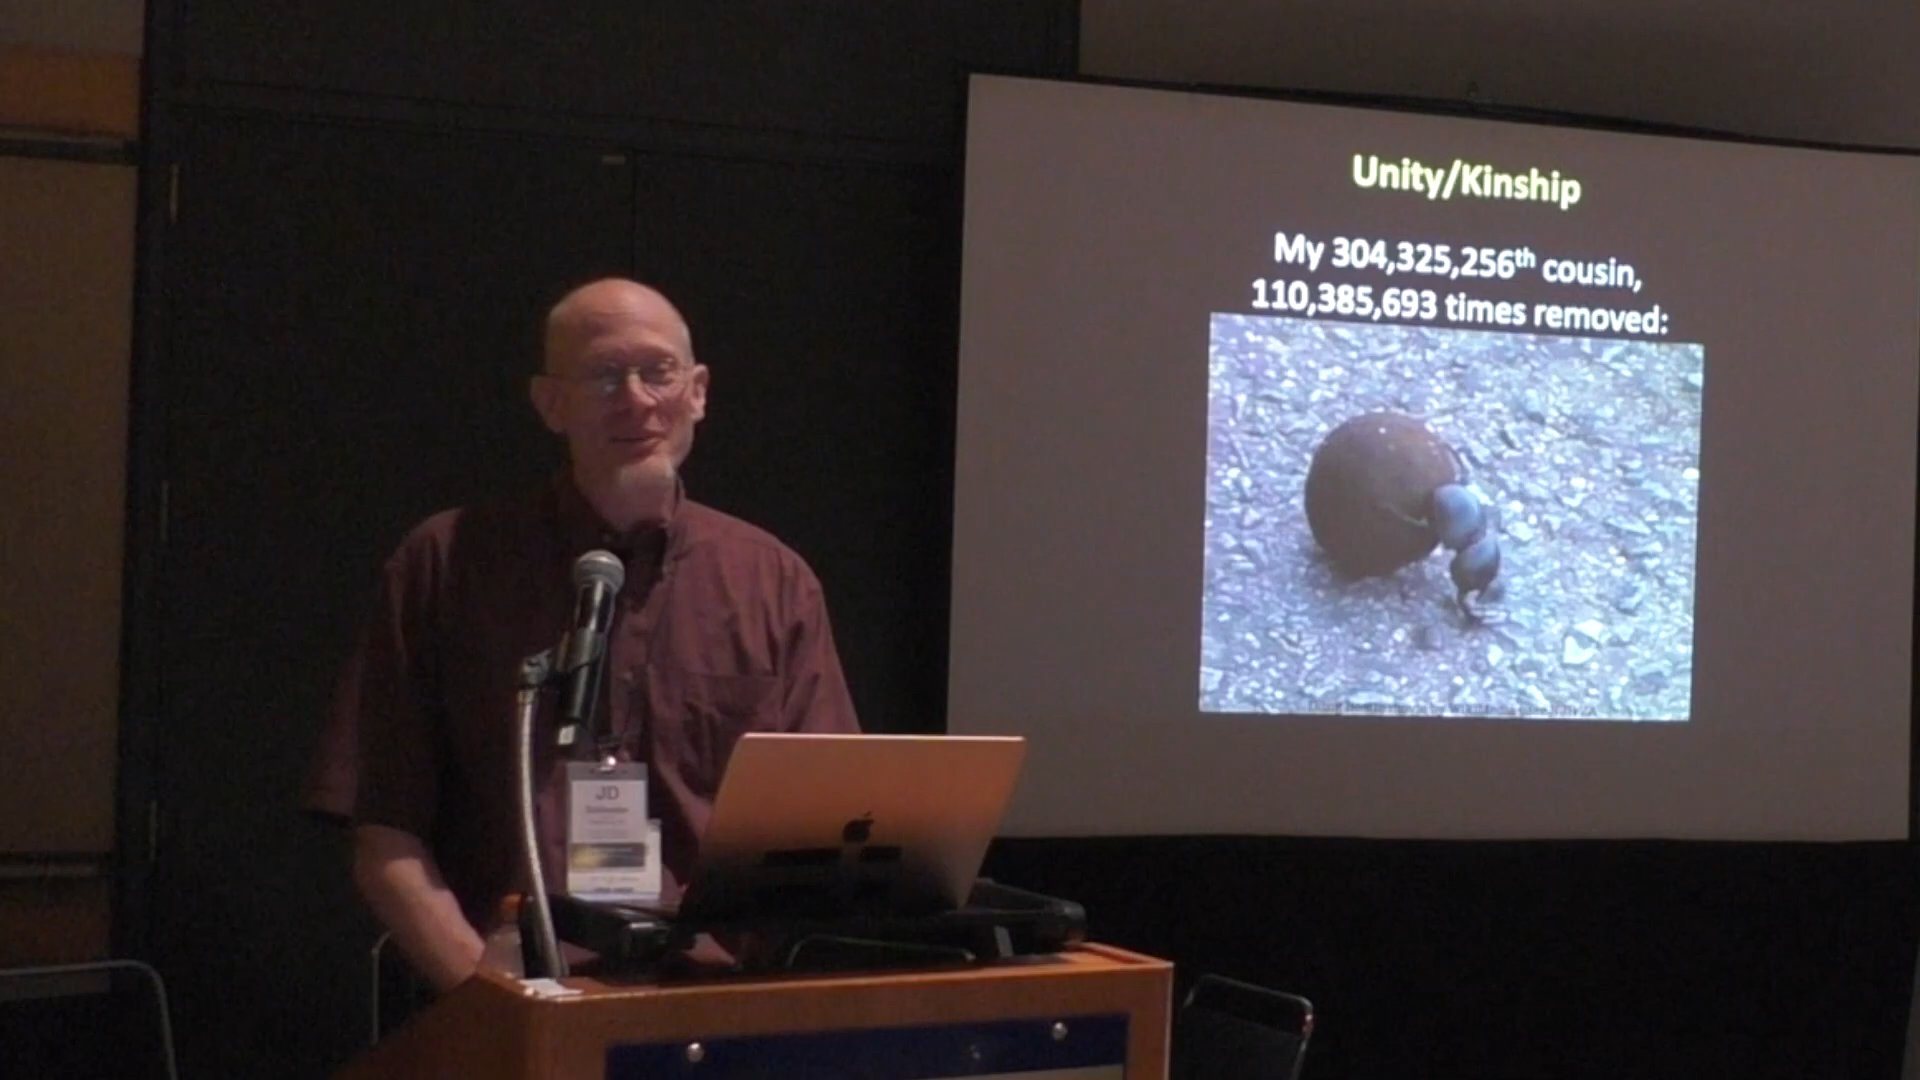 Unity/Kinship
My 304,325,256th cousin,
110,385,693 times removed:
JD